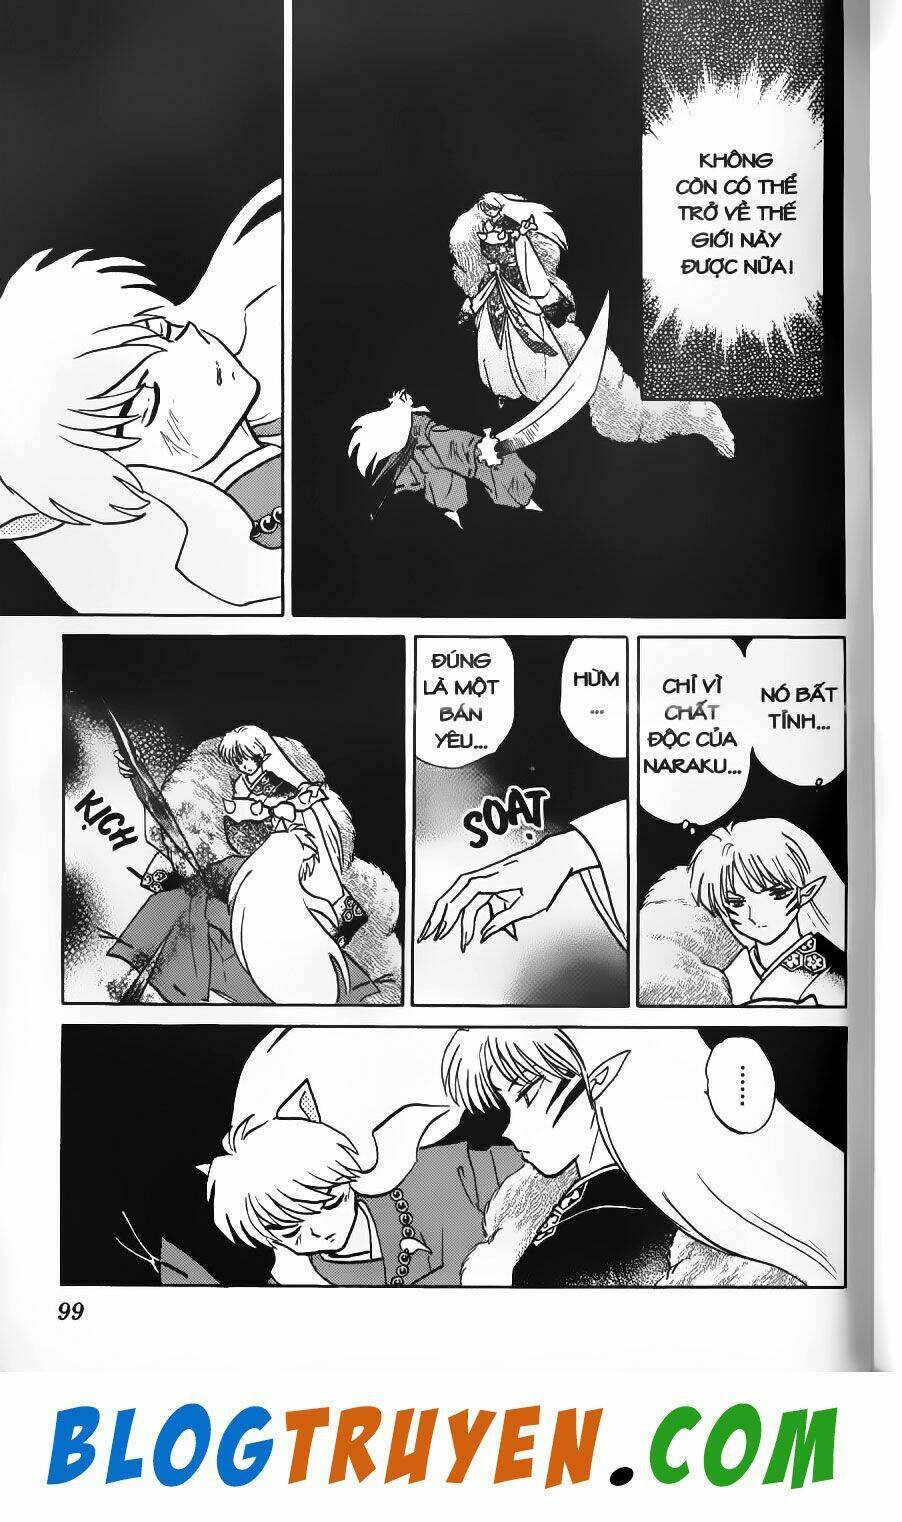 KHÔNG
CÒN CÓ THỂ
TRỞ VỀ THẾ
GIỚI NÀY
ĐƯỢC NỮA!
NÓ BẤT
TỈNH...
CHỈ VÌ
CHẤT
ĐỘC CỦA
NARAKU...
HỪM
...
ĐÚNG
LÀ MỘT
BÁN
YÊU...
SOẠT
KỊCH
........
99
BLOGTRUYEN.COM